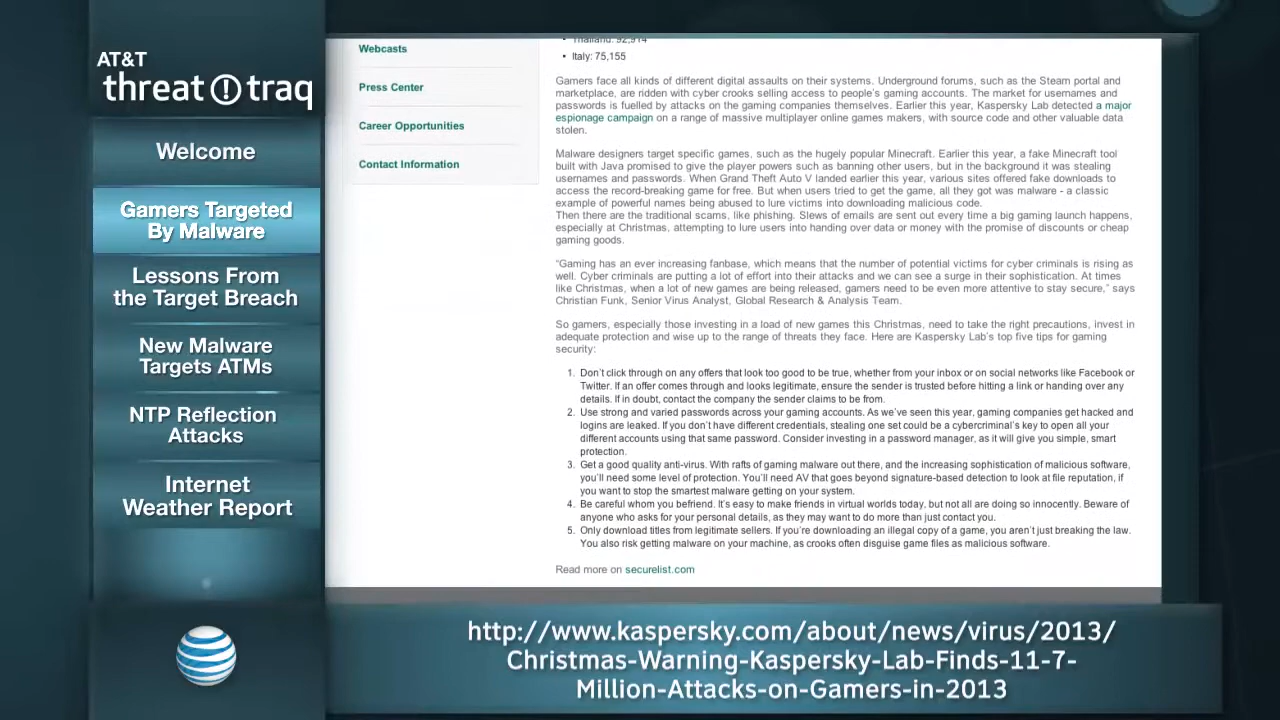 AT&T
threat traq
Welcome
Gamers Targeted
By Malware
Lessons From
the Target Breach
New Malware
Targets ATMs
NTP Reflection
Attacks
Internet
Weather Report
Webcasts
Press Center
Career Opportunities
Contact Information
• Thailand: 92,914
• Italy: 75,155
Gamers face all kinds of different digital assaults on their systems. Underground forums, such as the Steam portal and
marketplace, are ridden with cyber crooks selling access to people's gaming accounts. The market for usernames and
passwords is fuelled by attacks on the gaming companies themselves. Earlier this year, Kaspersky Lab detected a major
espionage campaign on a range of massive multiplayer online games makers, with source code and other valuable data
stolen.
Malware designers target specific games, such as the hugely popular Minecraft. Earlier this year, a fake Minecraft tool
built with Java promised to give the player powers such as banning other users, but in the background it was stealing
usernames and passwords. When Grand Theft Auto V landed earlier this year, various sites offered fake downloads to
access the record-breaking game for free. But when users tried to get the game, all they got was malware - a classic
example of powerful names being abused to lure victims into downloading malicious code.
Then there are the traditional scams, like phishing. Slews of emails are sent out every time a big gaming launch happens,
especially at Christmas, attempting to lure users into handing over data or money with the promise of discounts or cheap
gaming goods.
"Gaming has an ever increasing fanbase, which means that the number of potential victims for cyber criminals is rising as
well. Cyber criminals are putting a lot of effort into their attacks and we can see a surge in their sophistication. At times
like Christmas, when a lot of new games are being released, gamers need to be even more attentive to stay secure," says
Christian Funk, Senior Virus Analyst, Global Research & Analysis Team.
So gamers, especially those investing in a load of new games this Christmas, need to take the right precautions, invest in
adequate protection and wise up to the range of threats they face. Here are Kaspersky Lab's top five tips for gaming
security:
1. Don't click through on any offers that look too good to be true, whether from your inbox or on social networks like Facebook or
Twitter. If an offer comes through and looks legitimate, ensure the sender is trusted before hitting a link or handing over any
details. If in doubt, contact the company the sender claims to be from.
2. Use strong and varied passwords across your gaming accounts. As we've seen this year, gaming companies get hacked and
logins are leaked. If you don't have different credentials, stealing one set could be a cybercriminal's key to open all your
different accounts using that same password. Consider investing in a password manager, as it will give you simple, smart
protection.
3. Get a good quality anti-virus. With rafts of gaming malware out there, and the increasing sophistication of malicious software,
you'll need some level of protection. You'll need AV that goes beyond signature-based detection to look at file reputation, if
you want to stop the smartest malware getting on your system.
4. Be careful whom you befriend. It's easy to make friends in virtual worlds today, but not all are doing so innocently. Beware of
anyone who asks for your personal details, as they may want to do more than just contact you.
5. Only download titles from legitimate sellers. If you're downloading an illegal copy of a game, you aren't just breaking the law.
You also risk getting malware on your machine, as crooks often disguise game files as malicious software.
Read more on securelist.com
http://www.kaspersky.com/about/news/virus/2013/
Christmas-Warning-Kaspersky-Lab-Finds-11-7-
Million-Attacks-on-Gamers-in-2013